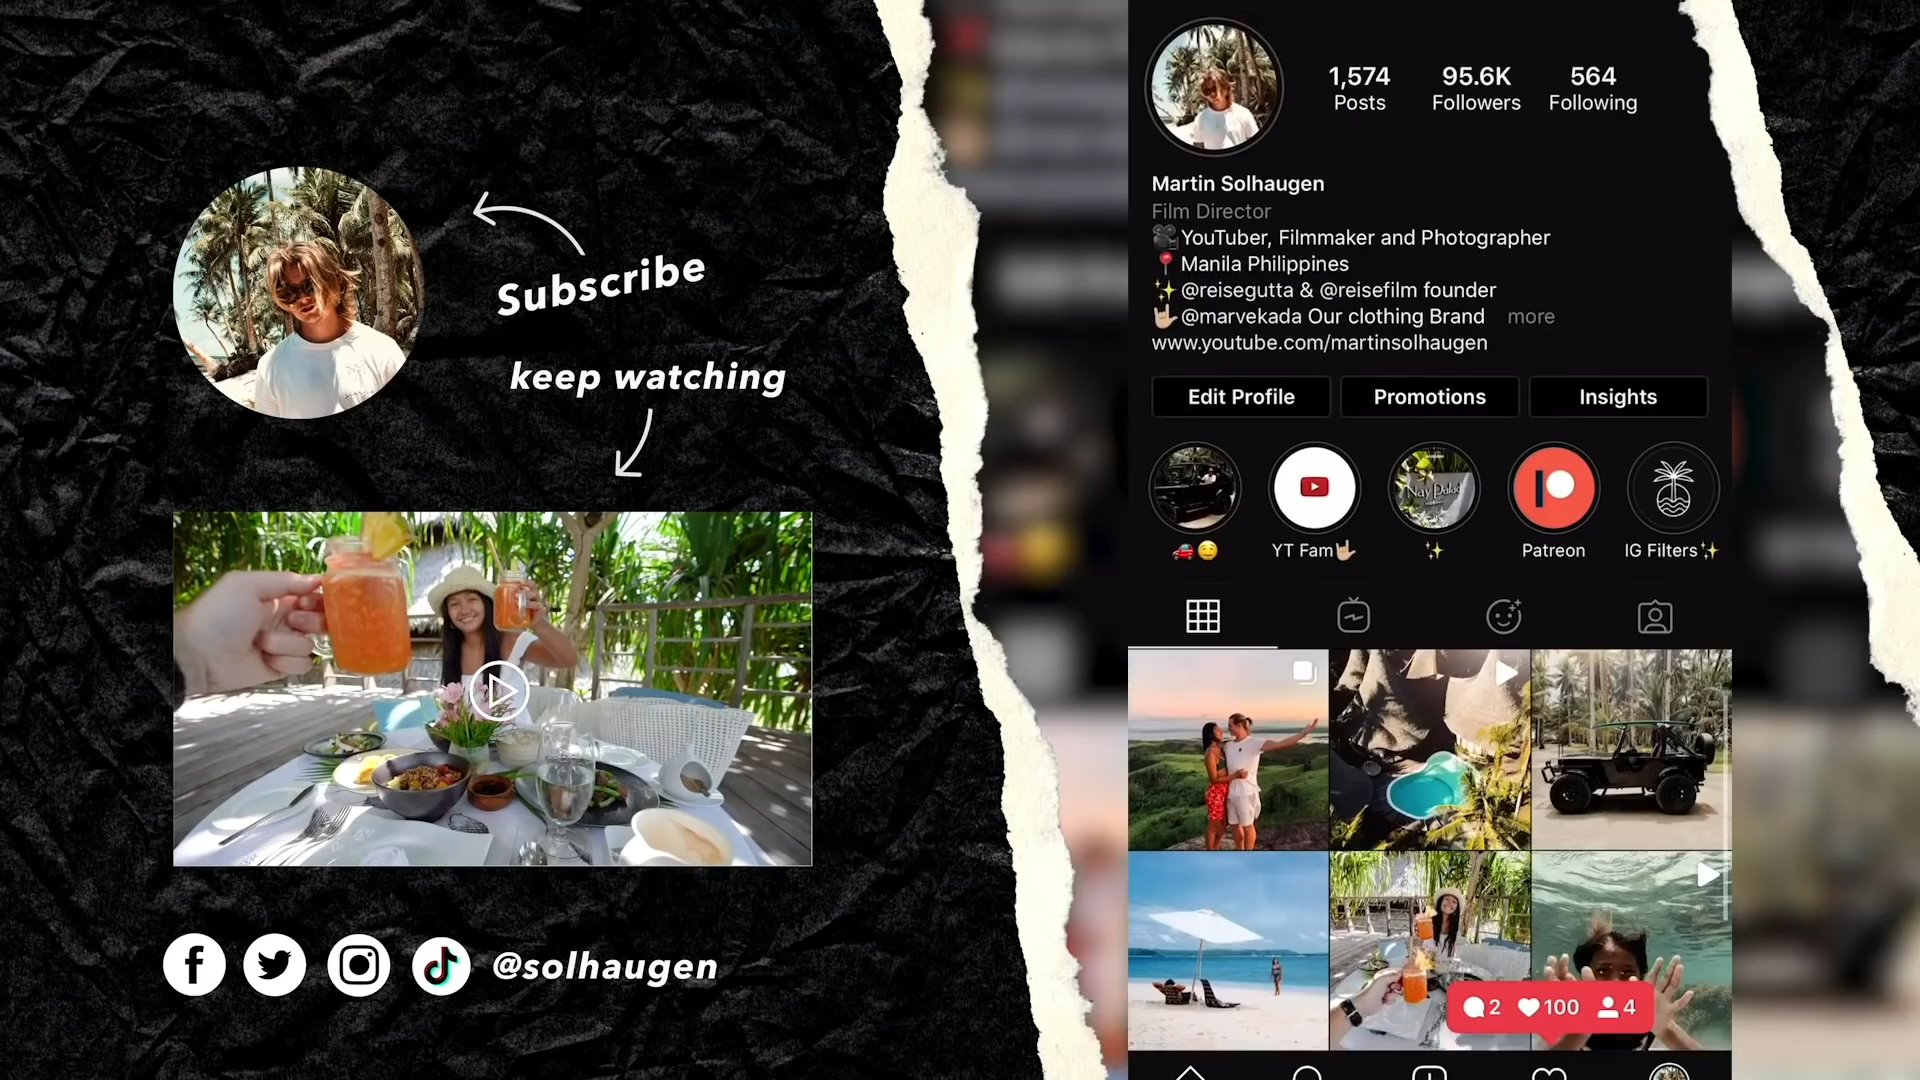 Subscribe
keep watching
@solhaugen
1,574
Posts
95.6K
Followers
564
Following
Martin Solhaugen
Film Director
YouTuber, Filmmaker and Photographer
Manila Philippines
@reisegutta & @reisefilm founder
@marvekada Our clothing Brand more
www.youtube.com/martinsolhaugen
Edit Profile
Promotions
Insights
Nay Palad
YT Fam
Patreon
IG Filters
2 100 4